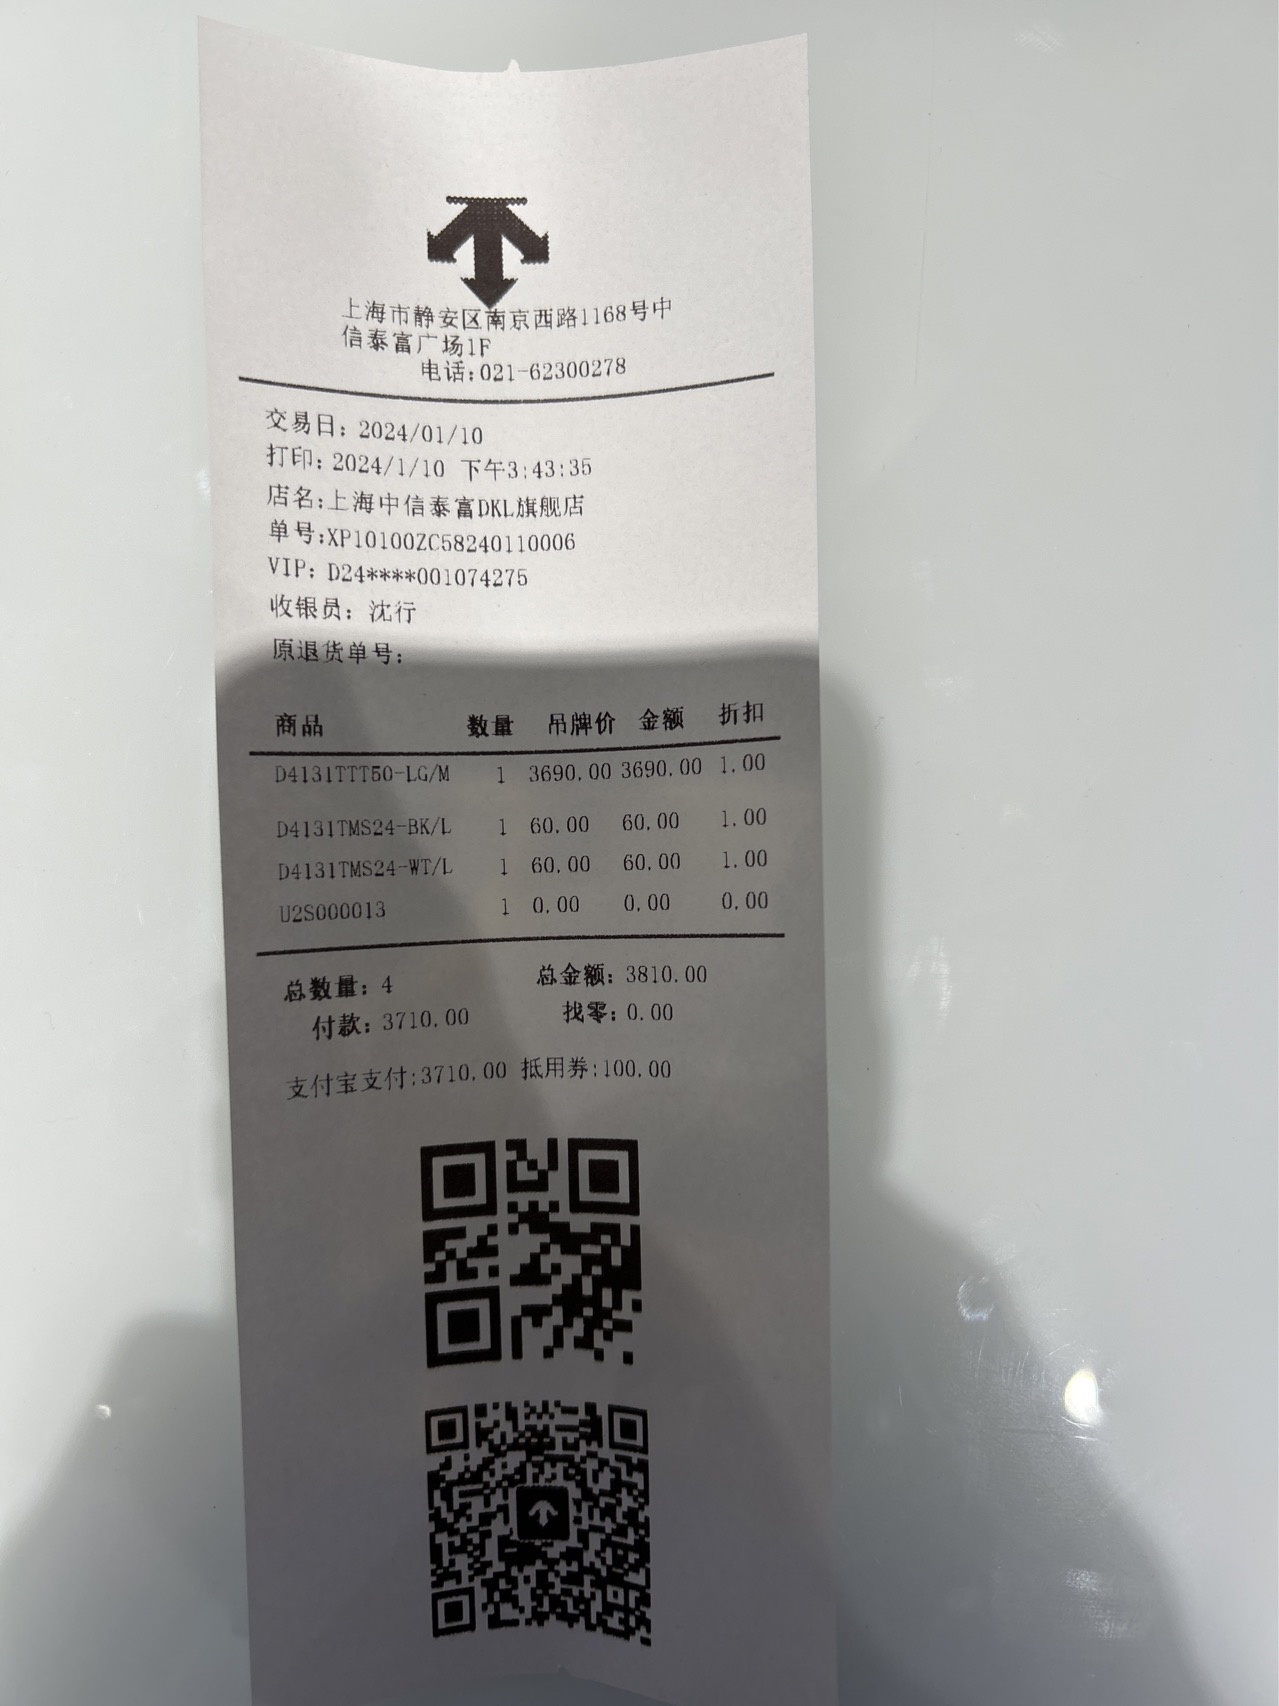 上海市静安区南京西路1168号中
信泰富广场1F
电话:021-62300278
交易日: 2024/01/10
打印: 2024/1/10 下午3:43:35
店名:上海中信泰富DKL旗舰店
单号:XP10100ZC58240110006
VIP: D24****001074275
收银员: 沈行
原退货单号:
商品 数量 吊牌价 金额 折扣
D4131TTT50-LG/M 1 3690.00 3690.00 1.00
D4131TMS24-BK/L 1 60.00 60.00 1.00
D4131TMS24-WT/L 1 60.00 60.00 1.00
U2S000013 1 0.00 0.00 0.00
总数量: 4 总金额: 3810.00
付款: 3710.00 找零: 0.00
支付宝支付:3710.00 抵用券:100.00